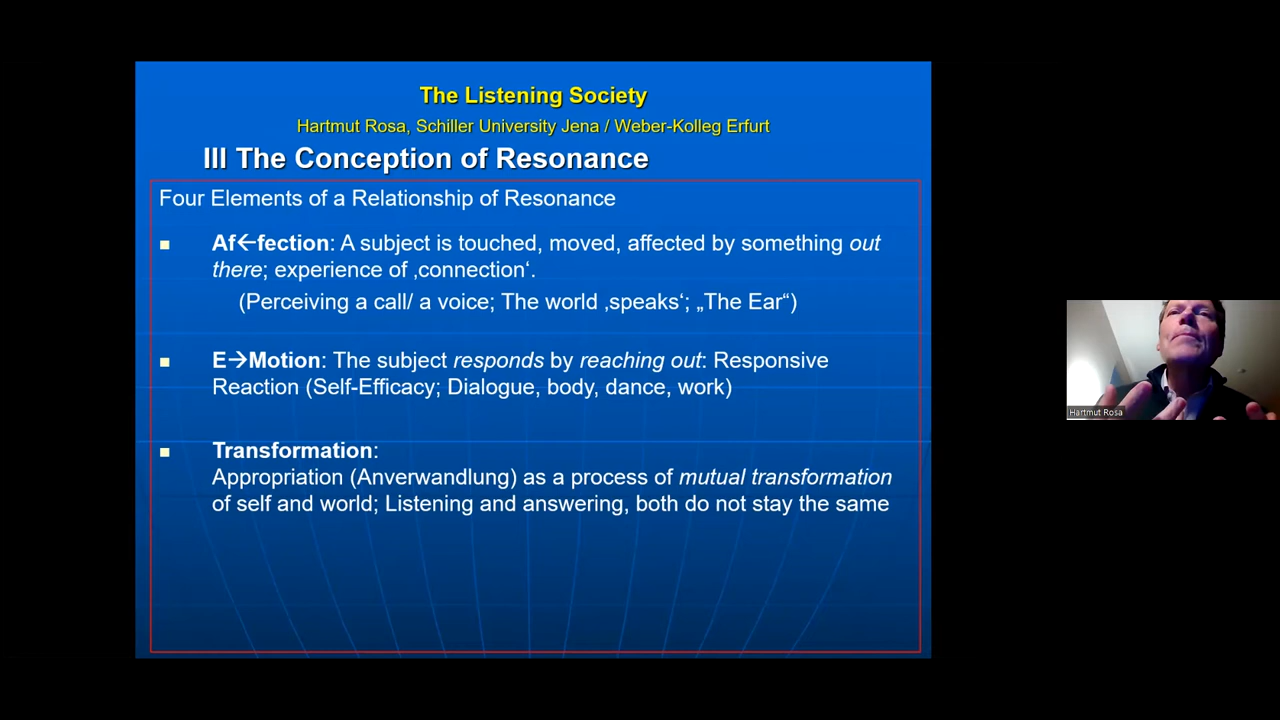 The Listening Society
Hartmut Rosa, Schiller University Jena / Weber-Kolleg Erfurt
III The Conception of Resonance
Four Elements of a Relationship of Resonance
▪ Af←fection: A subject is touched, moved, affected by something out
there; experience of ‚connection‘.
(Perceiving a call/ a voice; The world ‚speaks‘; „The Ear“)
▪ E→Motion: The subject responds by reaching out: Responsive
Reaction (Self-Efficacy; Dialogue, body, dance, work)
▪ Transformation:
Appropriation (Anverwandlung) as a process of mutual transformation
of self and world; Listening and answering, both do not stay the same
Hartmut Rosa